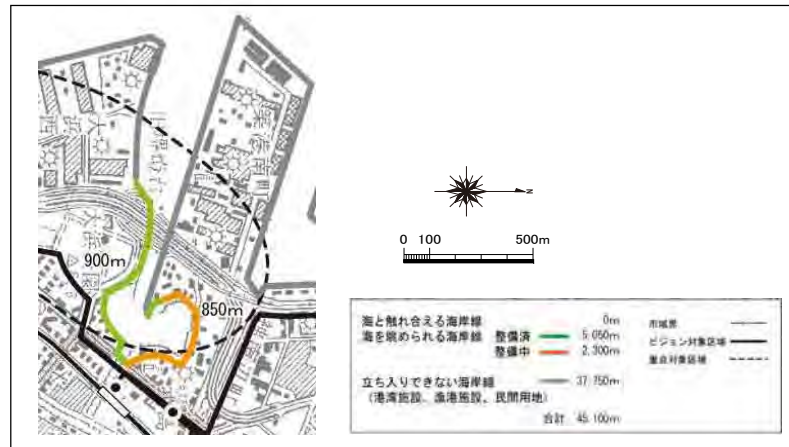 900m
850m
築港南町
N
0 100 500m
海と触れ合える海岸線 0m
海を眺められる海岸線 整備済 5,050m
整備中 2,300m
立ち入りできない海岸線 37,750m
(港湾施設、漁港施設、民間用地)
合計 45,100m
市域界
ビジョン対象区域
重点対象区域